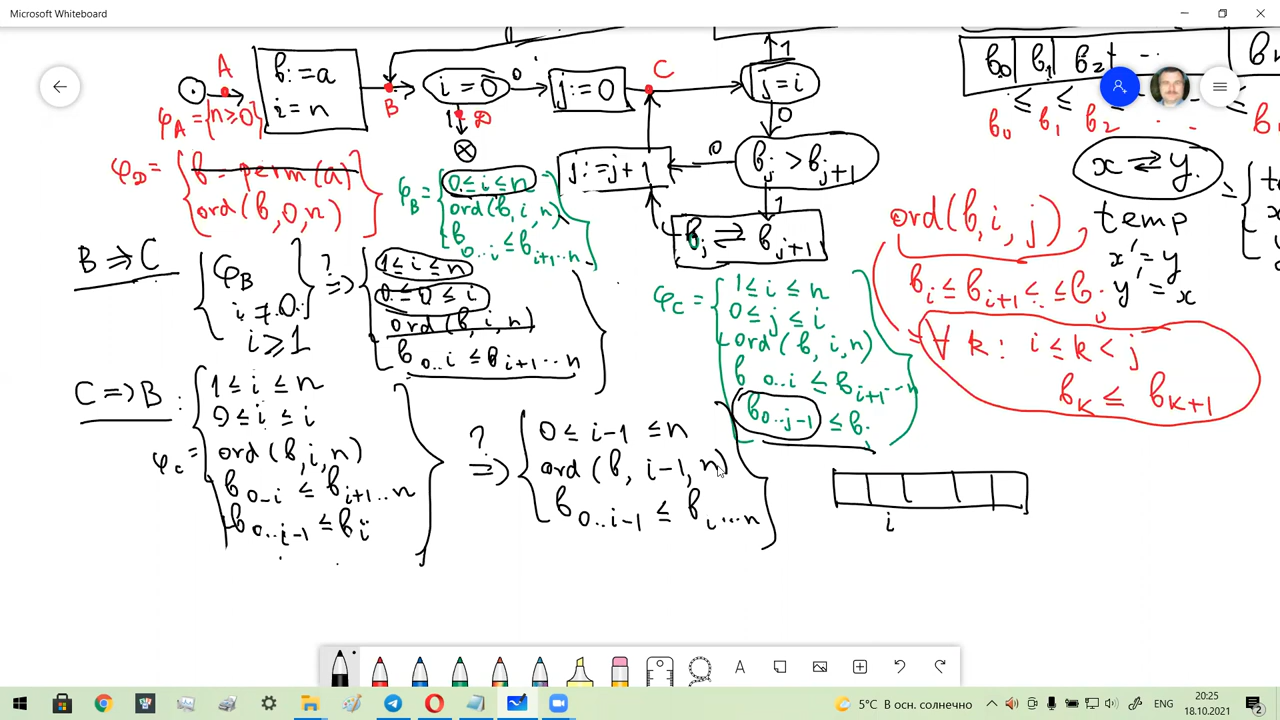 Microsoft Whiteboard
A
b:=a
i:=n
B
i=0
0
j:=0
C
j=i
1
b₀ b₁ b₂ ...
≤ ≤ ≤
b₀ b₁ b₂ ...
φA={n≥0}
1
D
0
j:=j+1
0
bj>bj+1
x⇄y
φD=
b-perm(a)
ord(b,0,n)
φB=
0≤i≤n
ord(b,i,n)
b0..i≤bi+1..n
1
bj⇄bj+1
ord(b,i,j)
temp
x'=y
y'=x
bi≤bi+1≤..≤bj
B⇒C
φB
i≠0
i≥1
?
⇒
1≤i≤n
0≤0≤i
ord(b,i,n)
b0..i≤bi+1..n
φC=
1≤i≤n
0≤j≤i
ord(b,i,n)
b0..i≤bi+1..n
b0..j-1≤b
=∀k: i≤k<j
bk≤bk+1
C⇒B:
φC=
1≤i≤n
0≤i≤i
ord(b,i,n)
b0-i≤bi+1..n
b0..i-1≤bi
?
⇒
0≤i-1≤n
ord(b,i-1,n)
b0..i-1≤bi...n
i
A
5°C В осн. солнечно
ENG
20:25
18.10.2021
2